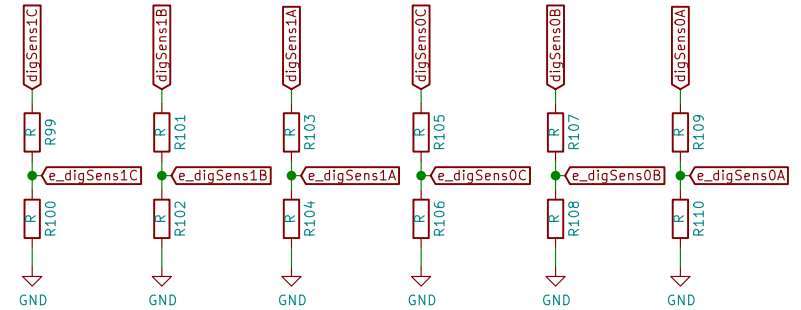 digSens1C digSens1B digSens1A digSens0C digSens0B digSens0A
R R99 R R101 R R103 R R105 R R107 R R109
e_digSens1C e_digSens1B e_digSens1A e_digSens0C e_digSens0B e_digSens0A
R R100 R R102 R R104 R R106 R R108 R R110
GND GND GND GND GND GND